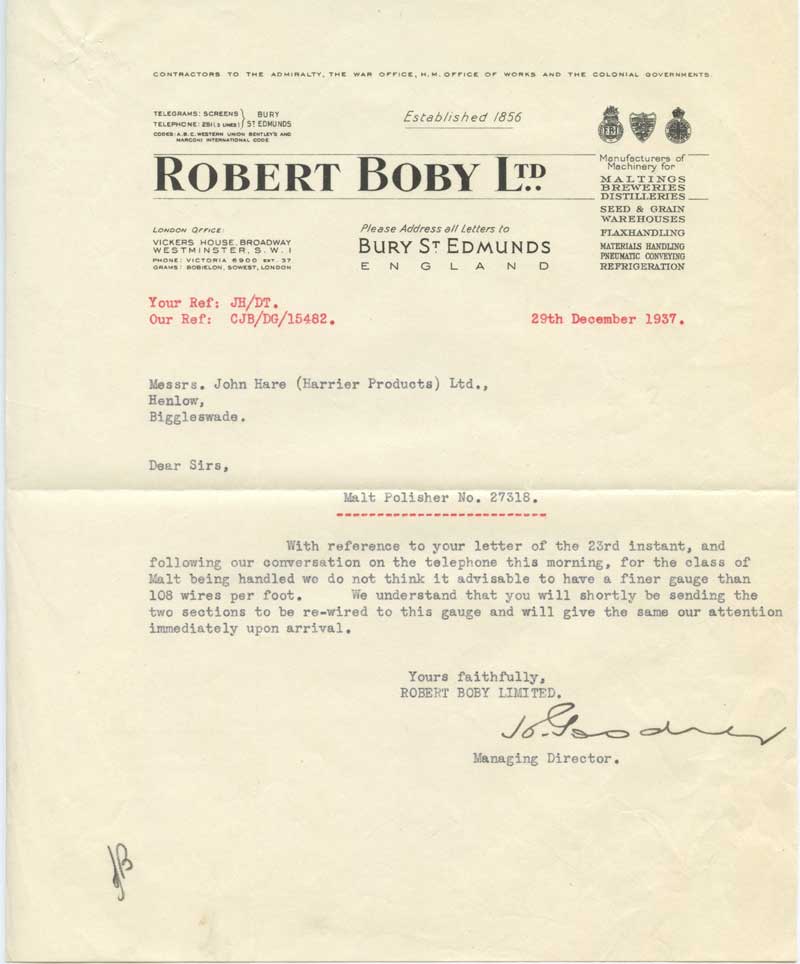 CONTRACTORS TO THE ADMIRALTY, THE WAR OFFICE, H.M. OFFICE OF WORKS AND THE COLONIAL GOVERNMENTS.
TELEGRAMS: SCREENS } BURY
TELEPHONE: 251 (3 LINES) } ST EDMUNDS
CODES: A.B.C. WESTERN UNION BENTLEY'S AND
MARCONI INTERNATIONAL CODE
Established 1856
ROBERT BOBY LTD.
Manufacturers of
Machinery for
MALTINGS
BREWERIES
DISTILLERIES
SEED & GRAIN
WAREHOUSES
FLAXHANDLING
MATERIALS HANDLING
PNEUMATIC CONVEYING
REFRIGERATION
LONDON OFFICE:
VICKERS HOUSE, BROADWAY
WESTMINSTER, S.W.1
PHONE: VICTORIA 6900 EXT. 37
GRAMS: BOBIELON, SOWEST, LONDON
Please Address all Letters to
BURY ST EDMUNDS
ENGLAND
Your Ref: JH/DT.
Our Ref: CJB/DG/15482.
29th December 1937.
Messrs. John Hare (Harrier Products) Ltd.,
Henlow,
Biggleswade.
Dear Sirs,
Malt Polisher No. 27318.
With reference to your letter of the 23rd instant, and
following our conversation on the telephone this morning, for the class of
Malt being handled we do not think it advisable to have a finer gauge than
108 wires per foot. We understand that you will shortly be sending the
two sections to be re-wired to this gauge and will give the same our attention
immediately upon arrival.
Yours faithfully,
ROBERT BOBY LIMITED.
Managing Director.